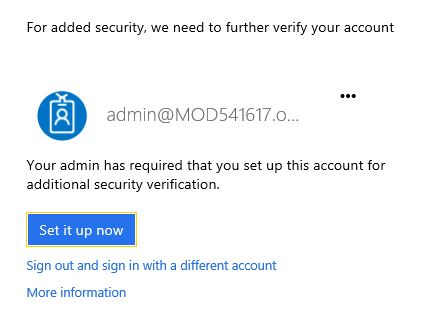 For added security, we need to further verify your account
admin@MOD541617.o...
Your admin has required that you set up this account for
additional security verification.
Set it up now
Sign out and sign in with a different account
More information